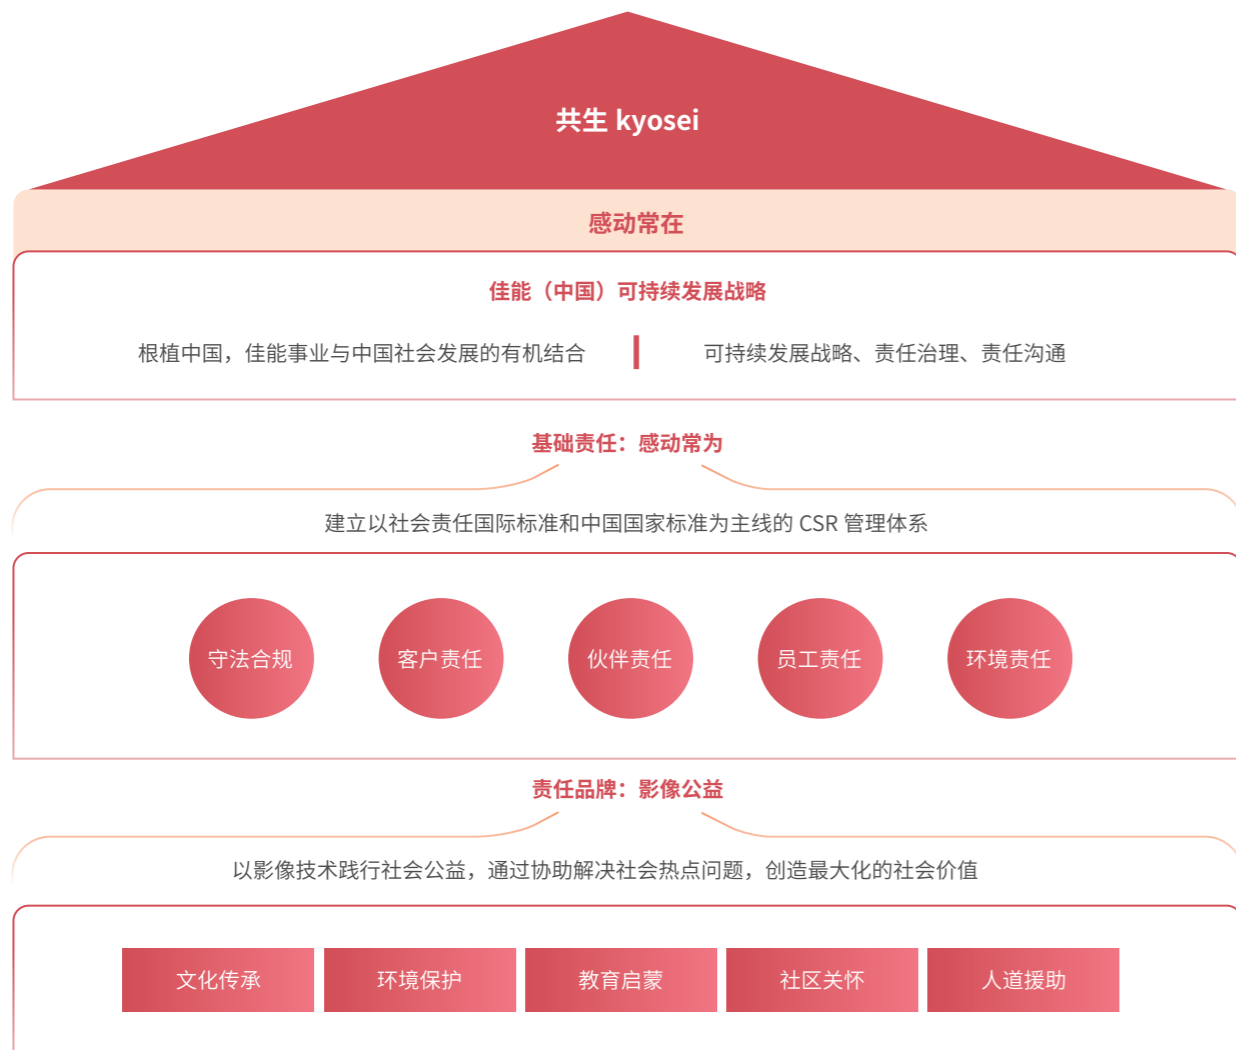 共生 kyosei
感动常在
佳能（中国）可持续发展战略
根植中国，佳能事业与中国社会发展的有机结合
可持续发展战略、责任治理、责任沟通
基础责任：感动常为
建立以社会责任国际标准和中国国家标准为主线的 CSR 管理体系
守法合规
客户责任
伙伴责任
员工责任
环境责任
责任品牌：影像公益
以影像技术践行社会公益，通过协助解决社会热点问题，创造最大化的社会价值
文化传承
环境保护
教育启蒙
社区关怀
人道援助